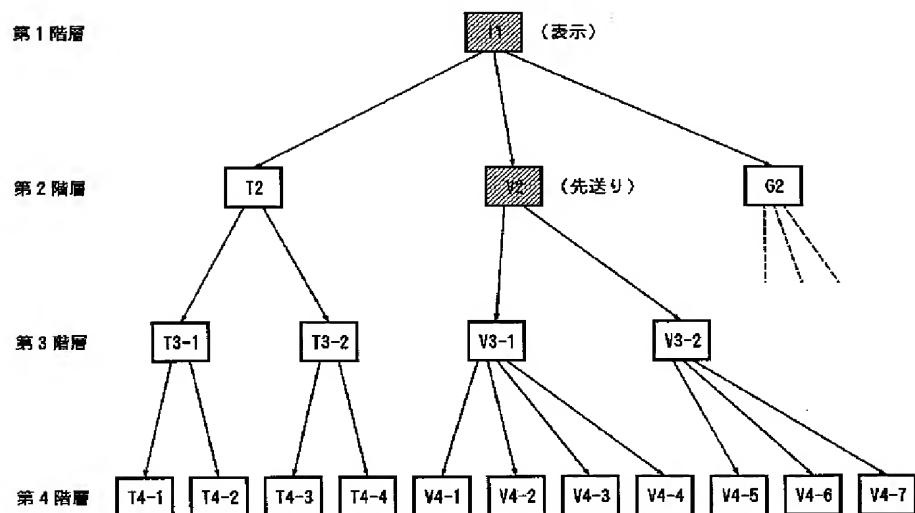 第1階層 I1 (表示)
第2階層 T2 V2 (先送り) G2
第3階層 T3-1 T3-2 V3-1 V3-2
第4階層 T4-1 T4-2 T4-3 T4-4 V4-1 V4-2 V4-3 V4-4 V4-5 V4-6 V4-7